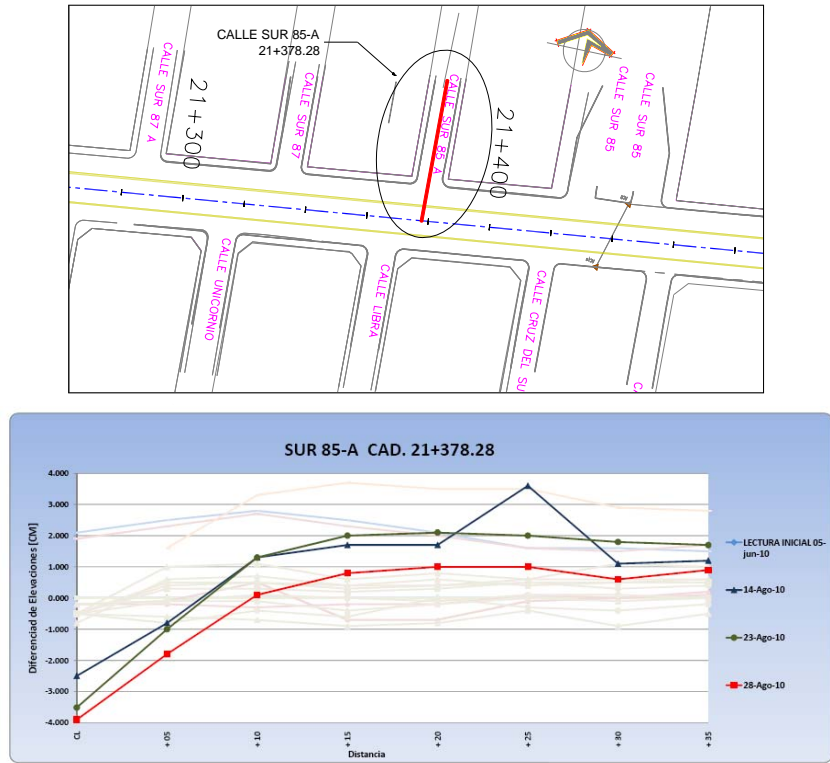 CALLE SUR 85-A
21+378.28
CALLE SUR 87 A
21+300
CALLE SUR 87
CALLE SUR 85 A
21+400
CALLE SUR 85
CALLE SUR 85
CALLE UNICORNIO
CALLE LIBRA
CALLE CRUZ DEL SU
C
SUR 85-A CAD. 21+378.28
Diferenciad de Elevaciones [CM]
4.000
3.000
2.000
1.000
0.000
-1.000
-2.000
-3.000
-4.000
CL
+ 05
+ 10
+ 15
+ 20
+ 25
+ 30
+ 35
Distancia
LECTURA INICIAL 05-
jun-10
14-Ago-10
23-Ago-10
28-Ago-10